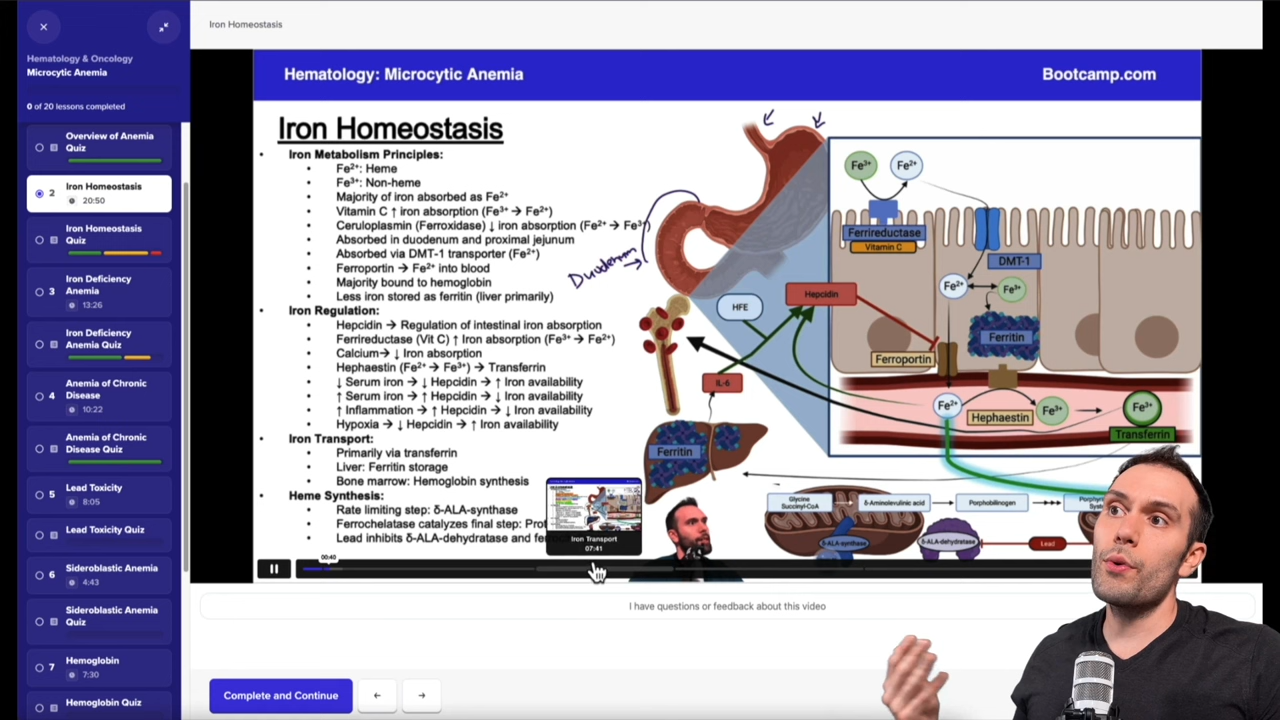 Iron Homeostasis
Hematology & Oncology
Microcytic Anemia
0 of 20 lessons completed
Overview of Anemia
Quiz
2
Iron Homeostasis
20:50
Iron Homeostasis
Quiz
3
Iron Deficiency
Anemia
13:26
Iron Deficiency
Anemia Quiz
4
Anemia of Chronic
Disease
10:22
Anemia of Chronic
Disease Quiz
5
Lead Toxicity
8:05
Lead Toxicity Quiz
6
Sideroblastic Anemia
4:43
Sideroblastic Anemia
Quiz
7
Hemoglobin
7:30
Hemoglobin Quiz
Hematology: Microcytic Anemia
Bootcamp.com
Iron Homeostasis
• Iron Metabolism Principles:
• Fe²⁺: Heme
• Fe³⁺: Non-heme
• Majority of iron absorbed as Fe²⁺
• Vitamin C ↑ iron absorption (Fe³⁺ → Fe²⁺)
• Ceruloplasmin (Ferroxidase) ↓ iron absorption (Fe²⁺ → Fe³⁺)
• Absorbed in duodenum and proximal jejunum
• Absorbed via DMT-1 transporter (Fe²⁺)
• Ferroportin → Fe²⁺ into blood
• Majority bound to hemoglobin
• Less iron stored as ferritin (liver primarily)
• Iron Regulation:
• Hepcidin → Regulation of intestinal iron absorption
• Ferrireductase (Vit C) ↑ Iron absorption (Fe³⁺ → Fe²⁺)
• Calcium→ ↓ Iron absorption
• Hephaestin (Fe²⁺ → Fe³⁺) → Transferrin
• ↓ Serum iron → ↓ Hepcidin → ↑ Iron availability
• ↑ Serum iron → ↑ Hepcidin → ↓ Iron availability
• ↑ Inflammation → ↑ Hepcidin → ↓ Iron availability
• Hypoxia → ↓ Hepcidin → ↑ Iron availability
• Iron Transport:
• Primarily via transferrin
• Liver: Ferritin storage
• Bone marrow: Hemoglobin synthesis
• Heme Synthesis:
• Rate limiting step: δ-ALA-synthase
• Ferrochelatase catalyzes final step:
• Lead inhibits δ-ALA-dehydratase and
Duodenum
Fe³⁺
Fe²⁺
Ferrireductase
Vitamin C
DMT-1
Fe²⁺
Fe³⁺
Ferritin
HFE
Hepcidin
Ferroportin
IL-6
Fe²⁺
Hephaestin
Fe³⁺
Fe³⁺
Transferrin
Ferritin
Glycine
Succinyl-CoA
δ-Aminolevulinic acid
Porphobilinogen
δ-ALA-synthase
δ-ALA-dehydratase
Lead
Iron Transport
07:41
00:40
I have questions or feedback about this video
Complete and Continue